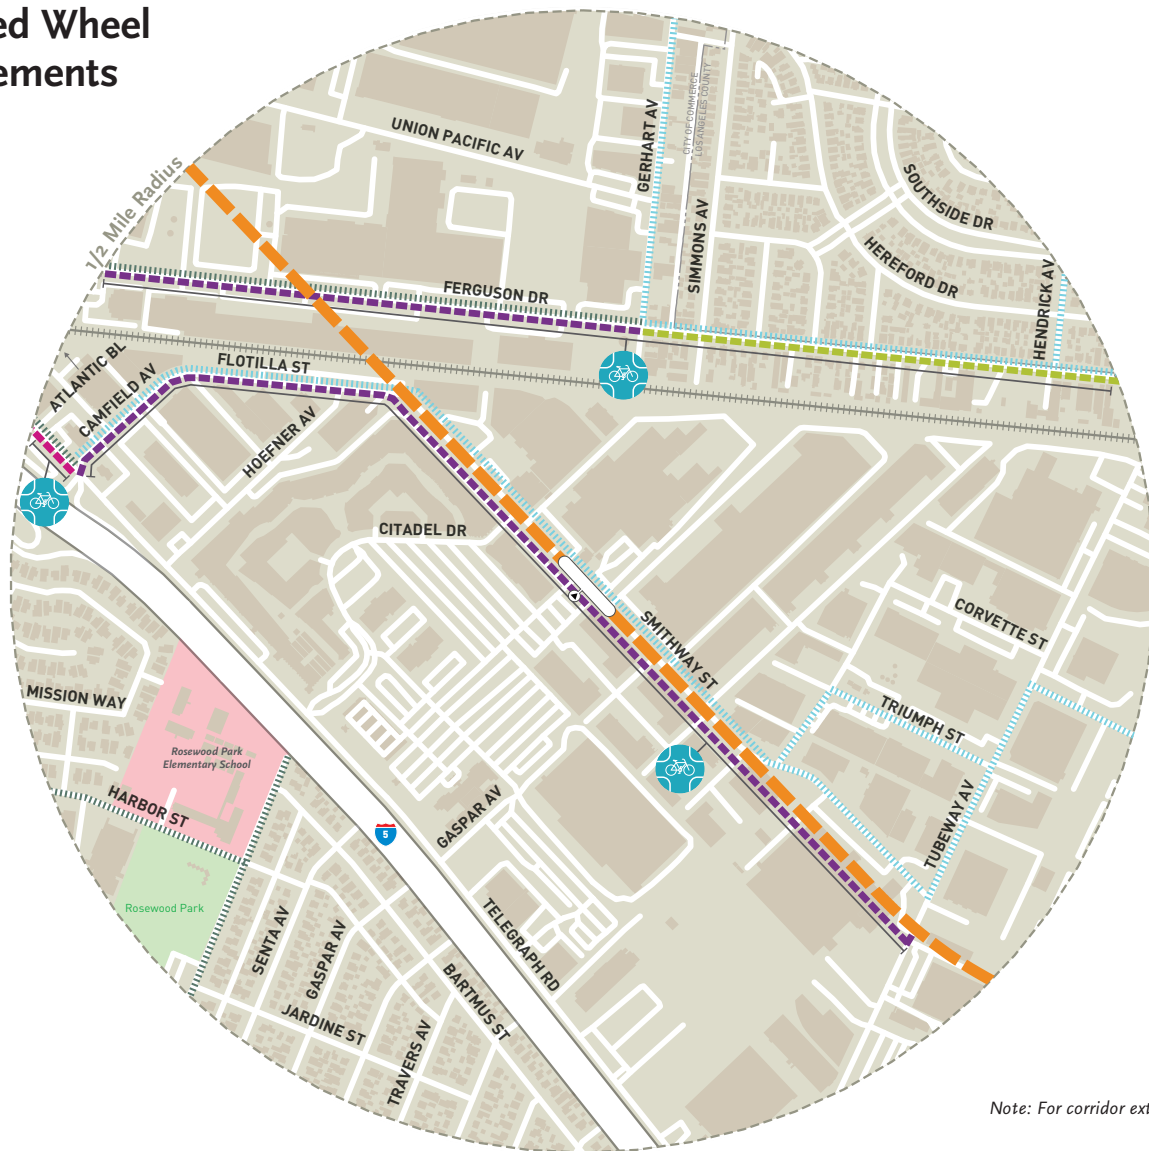 ed Wheel
ements
1/2 Mile Radius
UNION PACIFIC AV
GERHART AV
CITY OF COMMERCE
LOS ANGELES COUNTY
SIMMONS AV
SOUTHSIDE DR
HEREFORD DR
HENDRICK AV
FERGUSON DR
FLOTILLA ST
ATLANTIC BL
CAMFIELD AV
HOEFNER AV
CITADEL DR
SMITHWAY ST
CORVETTE ST
TRIUMPH ST
TUBEWAY AV
MISSION WAY
Rosewood Park
Elementary School
HARBOR ST
Rosewood Park
5
GASPAR AV
TELEGRAPH RD
SENTA AV
GASPAR AV
BARTMUS ST
JARDINE ST
TRAVERS AV
Note: For corridor ext